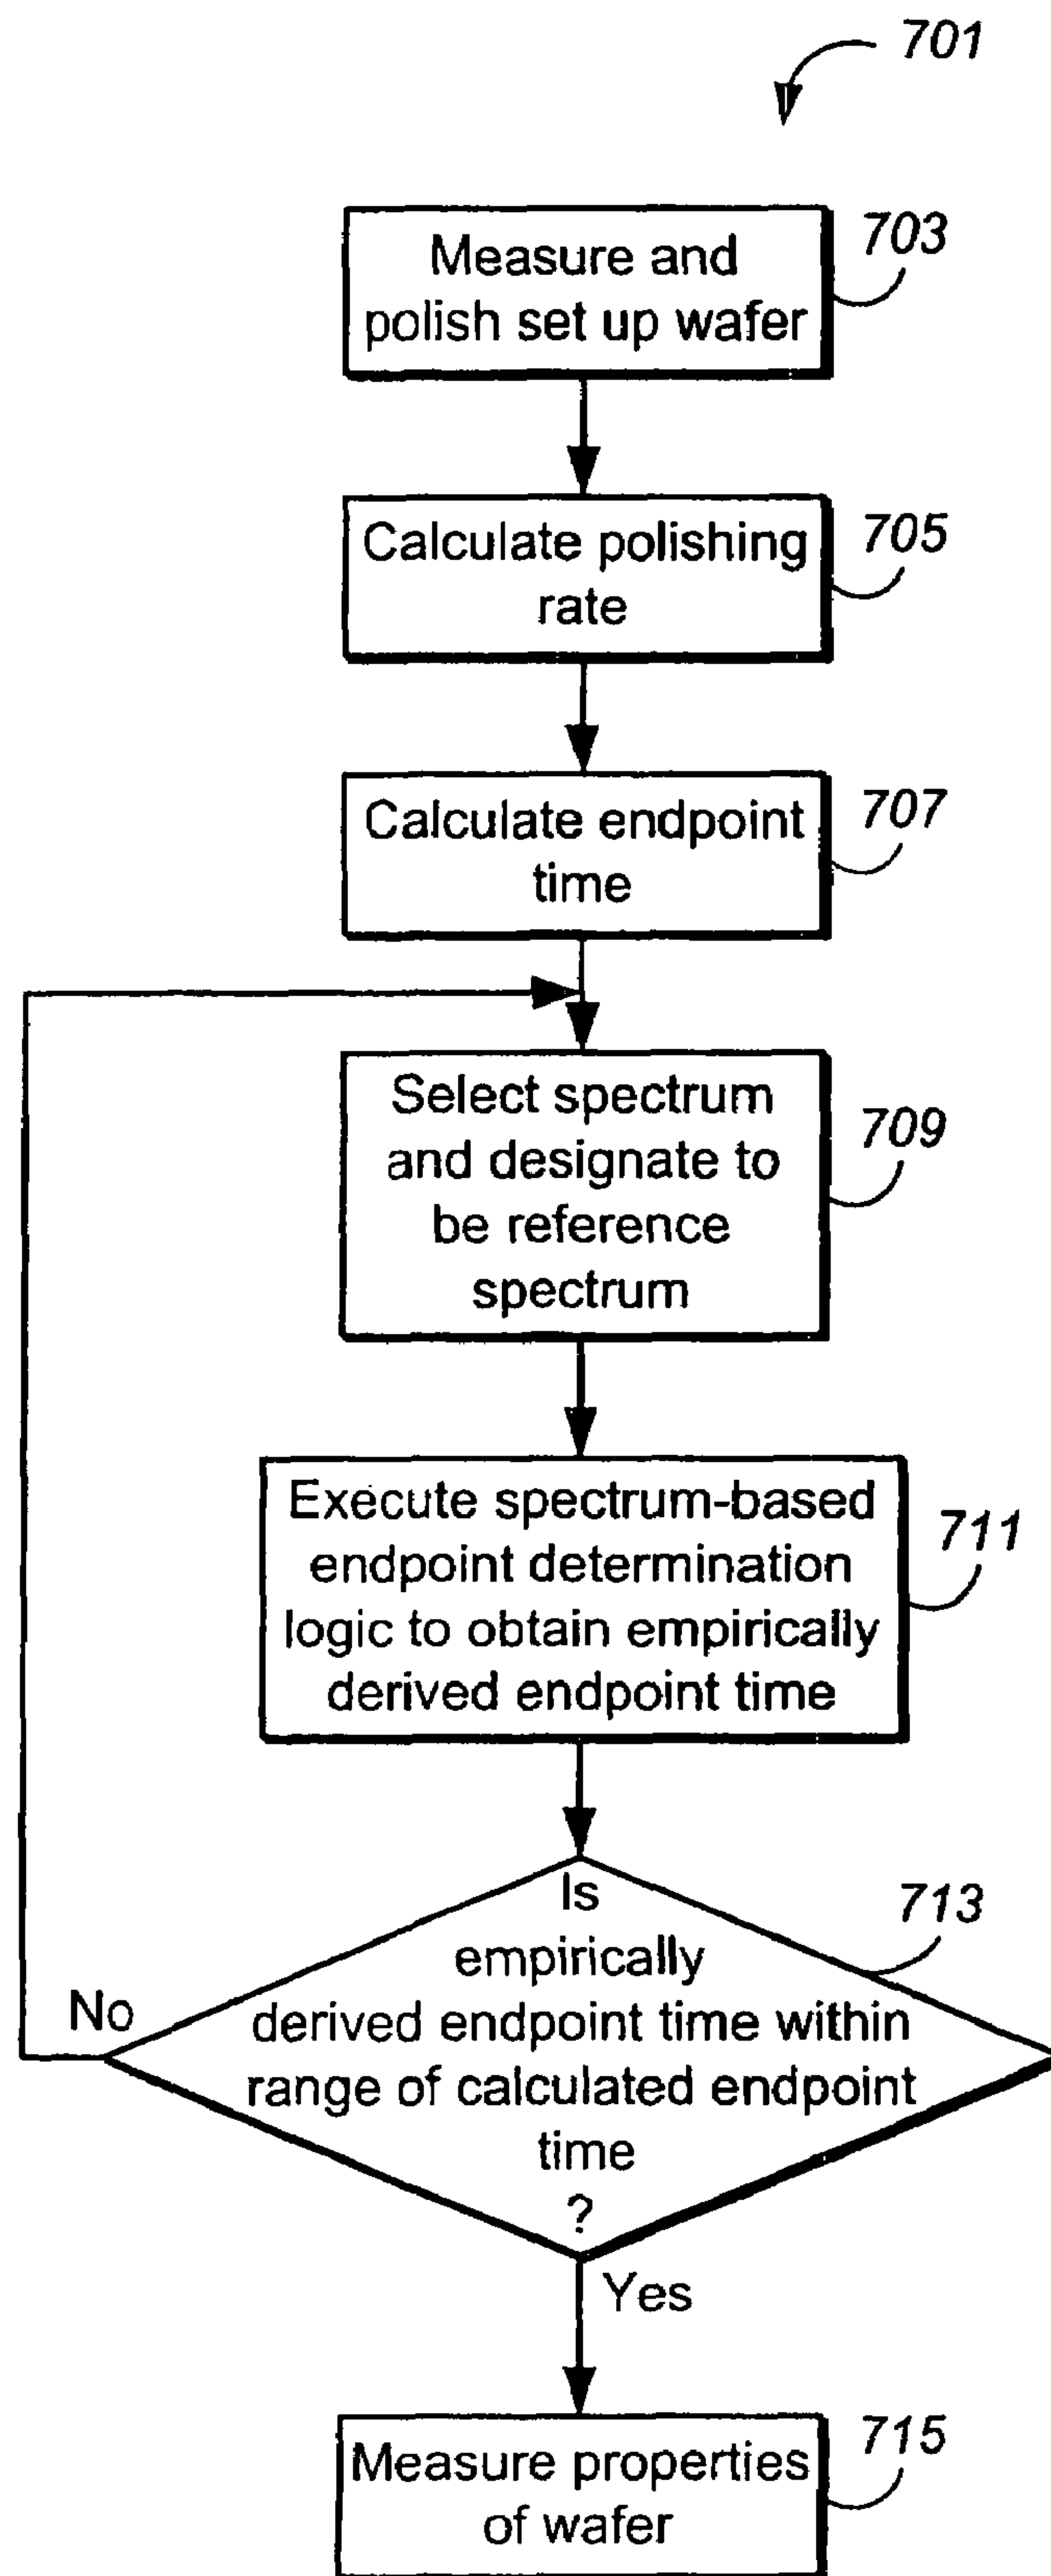 701
703
Measure and
polish set up wafer
705
Calculate polishing
rate
707
Calculate endpoint
time
709
Select spectrum
and designate to
be reference
spectrum
711
Execute spectrum-based
endpoint determination
logic to obtain empirically
derived endpoint time
713
Is
empirically
derived endpoint time within
range of calculated endpoint
time
?
No
Yes
715
Measure properties
of wafer